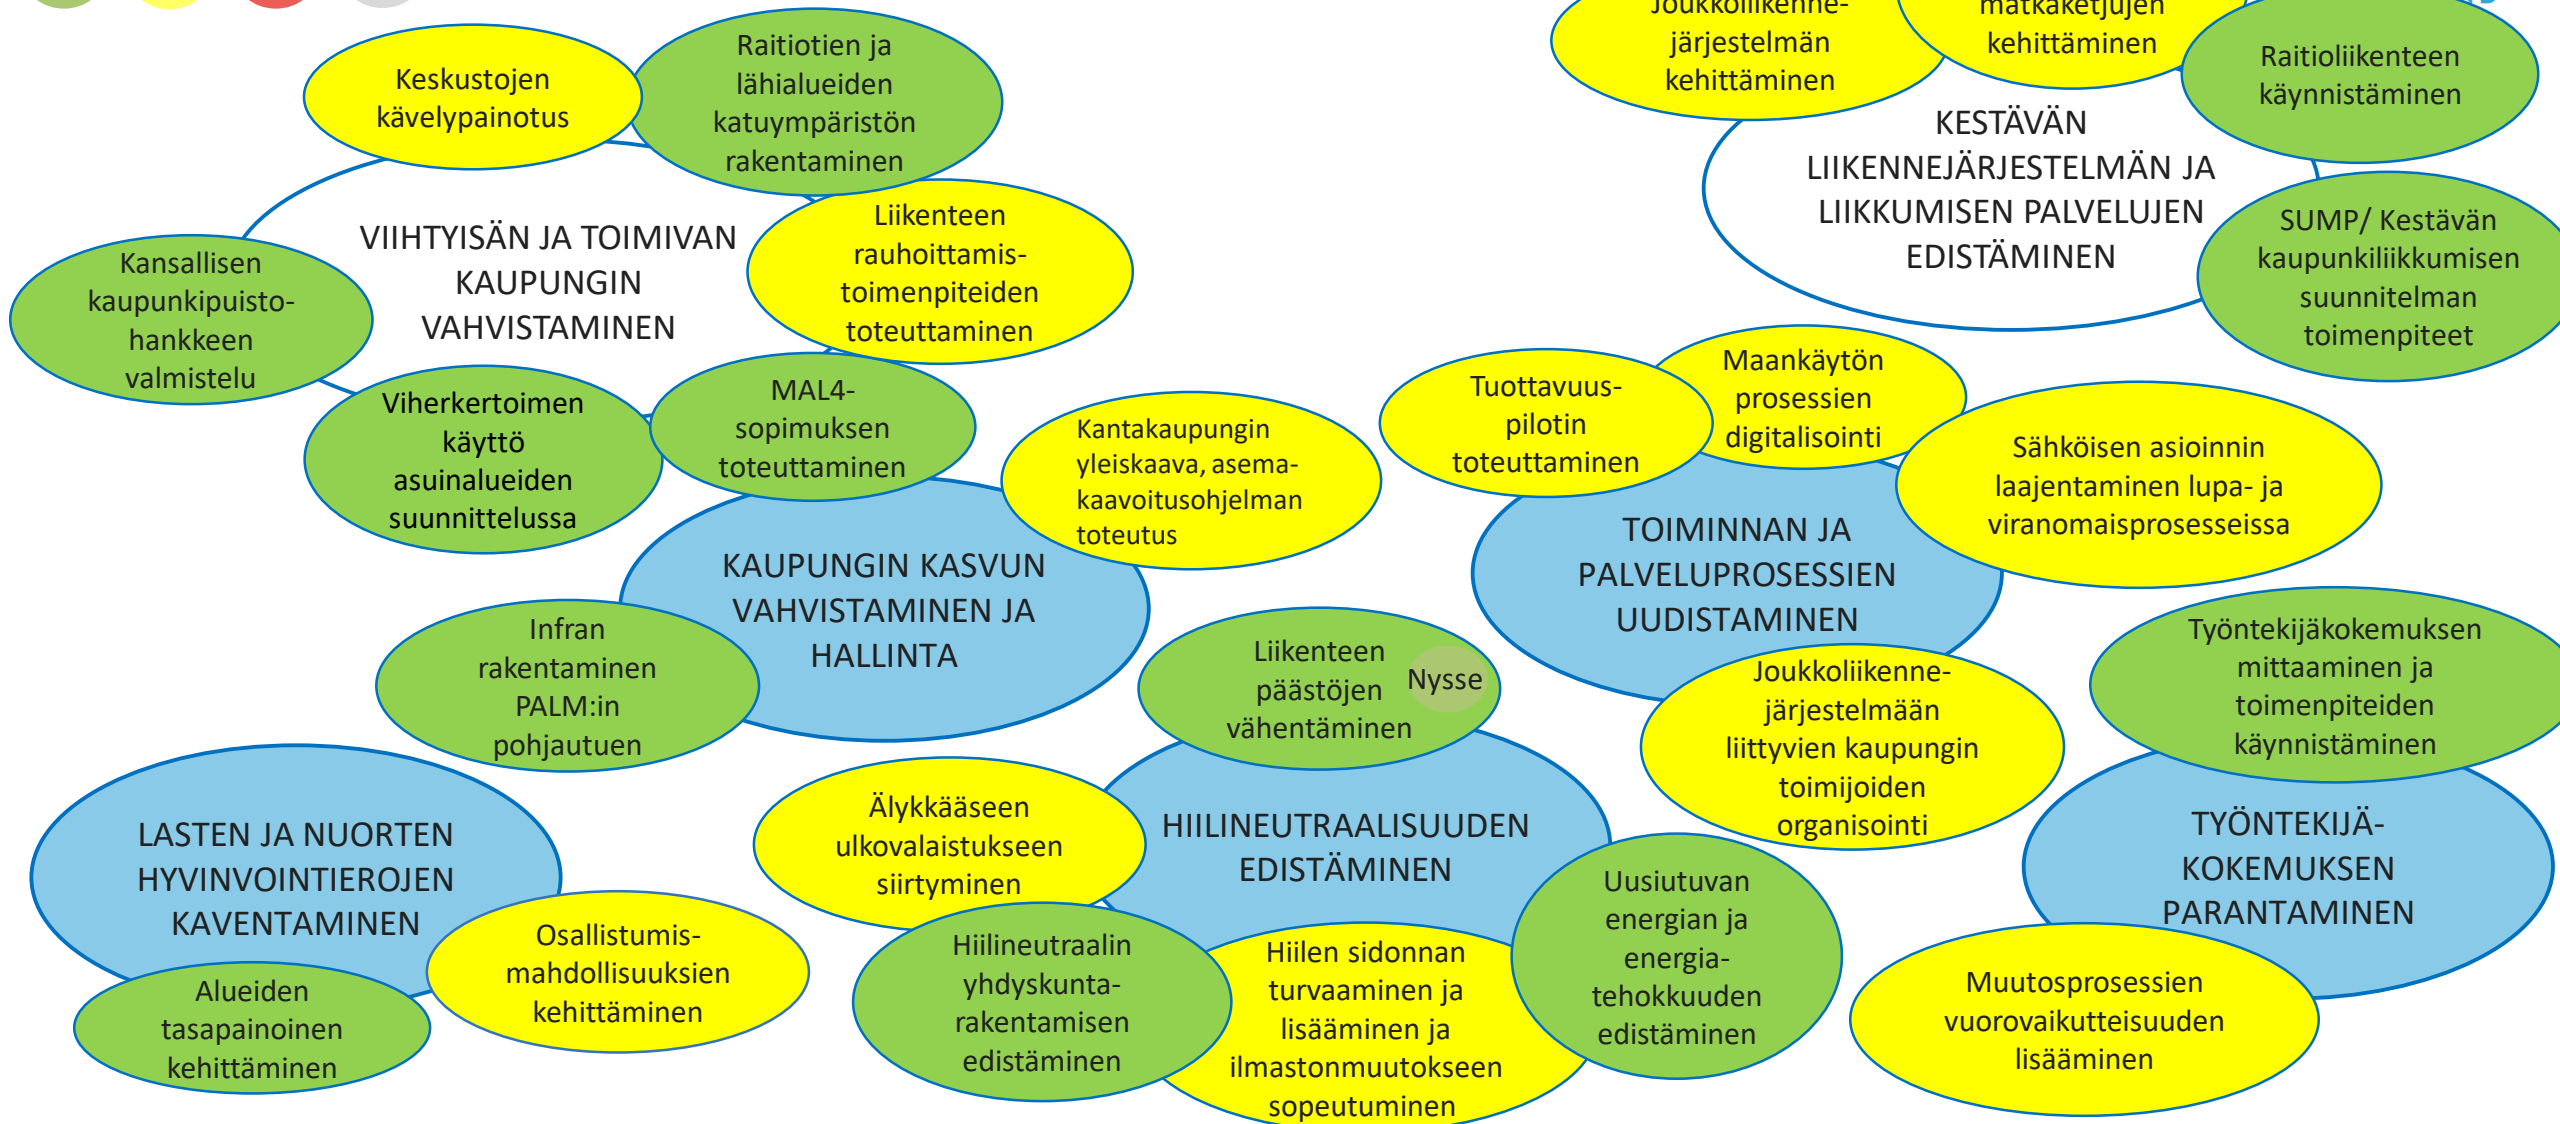 Keskustojen
kävelypainotus
Raitiotien ja
lähialueiden
katuympäristön
rakentaminen
VIIHTYISÄN JA TOIMIVAN
KAUPUNGIN
VAHVISTAMINEN
Liikenteen
rauhoittamis-
toimenpiteiden
toteuttaminen
Kansallisen
kaupunkipuisto-
hankkeen
valmistelu
Viherkertoimen
käyttö
asuinalueiden
suunnittelussa
MAL4-
sopimuksen
toteuttaminen
Kantakaupungin
yleiskaava, asema-
kaavoitusohjelman
toteutus
KAUPUNGIN KASVUN
VAHVISTAMINEN JA
HALLINTA
Infran
rakentaminen
PALM:in
pohjautuen
Joukkoliikenne-
järjestelmän
kehittäminen
matkaketjujen
kehittäminen
Raitioliikenteen
käynnistäminen
KESTÄVÄN
LIIKENNEJÄRJESTELMÄN JA
LIIKKUMISEN PALVELUJEN
EDISTÄMINEN
SUMP/ Kestävän
kaupunkiliikkumisen
suunnitelman
toimenpiteet
Tuottavuus-
pilotin
toteuttaminen
Maankäytön
prosessien
digitalisointi
Sähköisen asioinnin
laajentaminen lupa- ja
viranomaisprosesseissa
TOIMINNAN JA
PALVELUPROSESSIEN
UUDISTAMINEN
Joukkoliikenne-
järjestelmään
liittyvien kaupungin
toimijoiden
organisointi
Työntekijäkokemuksen
mittaaminen ja
toimenpiteiden
käynnistäminen
TYÖNTEKIJÄ-
KOKEMUKSEN
PARANTAMINEN
Muutosprosessien
vuorovaikutteisuuden
lisääminen
Liikenteen
päästöjen
vähentäminen
Nysse
Älykkääseen
ulkovalaistukseen
siirtyminen
HIILINEUTRAALISUUDEN
EDISTÄMINEN
Hiilineutraalin
yhdyskunta-
rakentamisen
edistäminen
Hiilen sidonnan
turvaaminen ja
lisääminen ja
ilmastonmuutokseen
sopeutuminen
Uusiutuvan
energian ja
energia-
tehokkuuden
edistäminen
LASTEN JA NUORTEN
HYVINVOINTIEROJEN
KAVENTAMINEN
Osallistumis-
mahdollisuuksien
kehittäminen
Alueiden
tasapainoinen
kehittäminen